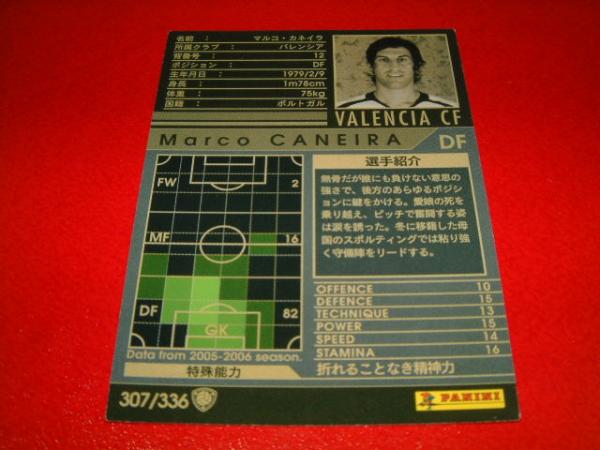 名前 : マルコ・カネイラ
所属クラブ : バレンシア
背番号 : 12
ポジション : DF
生年月日 : 1979/2/9
身長 : 1m78cm
体重 : 75kg
国籍 : ポルトガル
VALENCIA CF
Marco CANEIRA DF
FW 2
MF 16
DF 82
GK
Data from 2005-2006 season.
選手紹介
無骨だが誰にも負けない意思の
強さで、後方のあらゆるポジシ
ョンに鍵をかける。愛娘の死を
乗り越え、ピッチで奮闘する姿
は涙を誘った。冬に移籍した母
国のスポルティングでは粘り強
く守備陣をリードする。
OFFENCE 10
DEFENCE 15
TECHNIQUE 13
POWER 15
SPEED 14
STAMINA 16
特殊能力 折れることなき精神力
307/336
PANINI